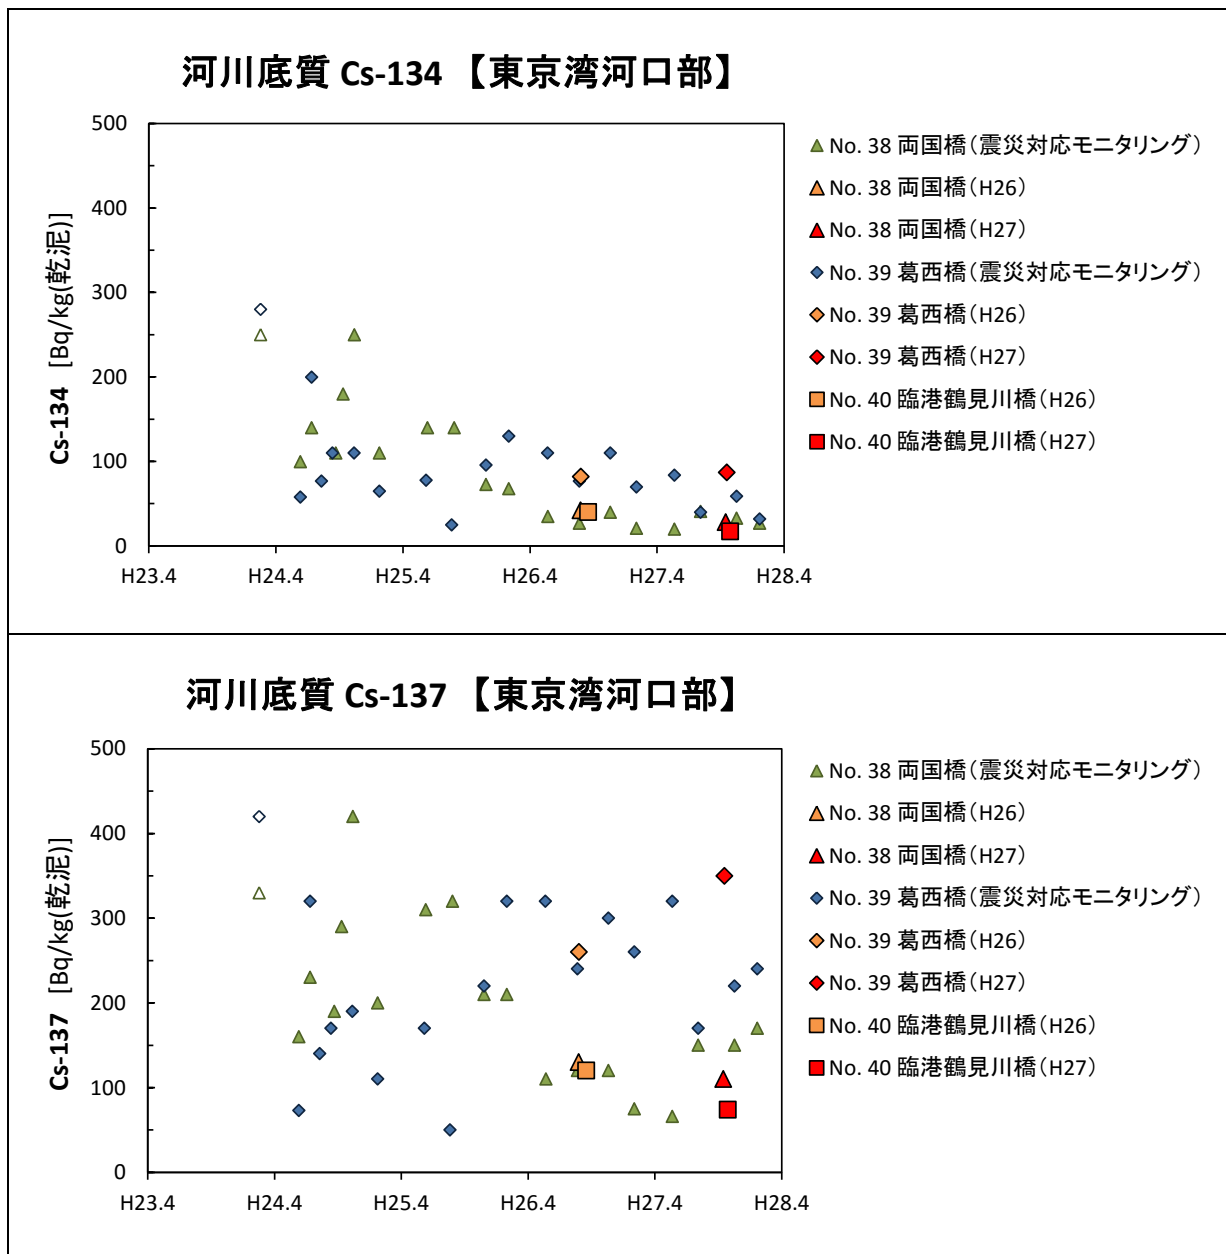 河川底質 Cs-134 【東京湾河口部】
Cs-134 [Bq/kg(乾泥)]
500
400
300
200
100
0
H23.4 H24.4 H25.4 H26.4 H27.4 H28.4
No. 38 両国橋(震災対応モニタリング)
No. 38 両国橋(H26)
No. 38 両国橋(H27)
No. 39 葛西橋(震災対応モニタリング)
No. 39 葛西橋(H26)
No. 39 葛西橋(H27)
No. 40 臨港鶴見川橋(H26)
No. 40 臨港鶴見川橋(H27)
河川底質 Cs-137 【東京湾河口部】
Cs-137 [Bq/kg(乾泥)]
500
400
300
200
100
0
H23.4 H24.4 H25.4 H26.4 H27.4 H28.4
No. 38 両国橋(震災対応モニタリング)
No. 38 両国橋(H26)
No. 38 両国橋(H27)
No. 39 葛西橋(震災対応モニタリング)
No. 39 葛西橋(H26)
No. 39 葛西橋(H27)
No. 40 臨港鶴見川橋(H26)
No. 40 臨港鶴見川橋(H27)